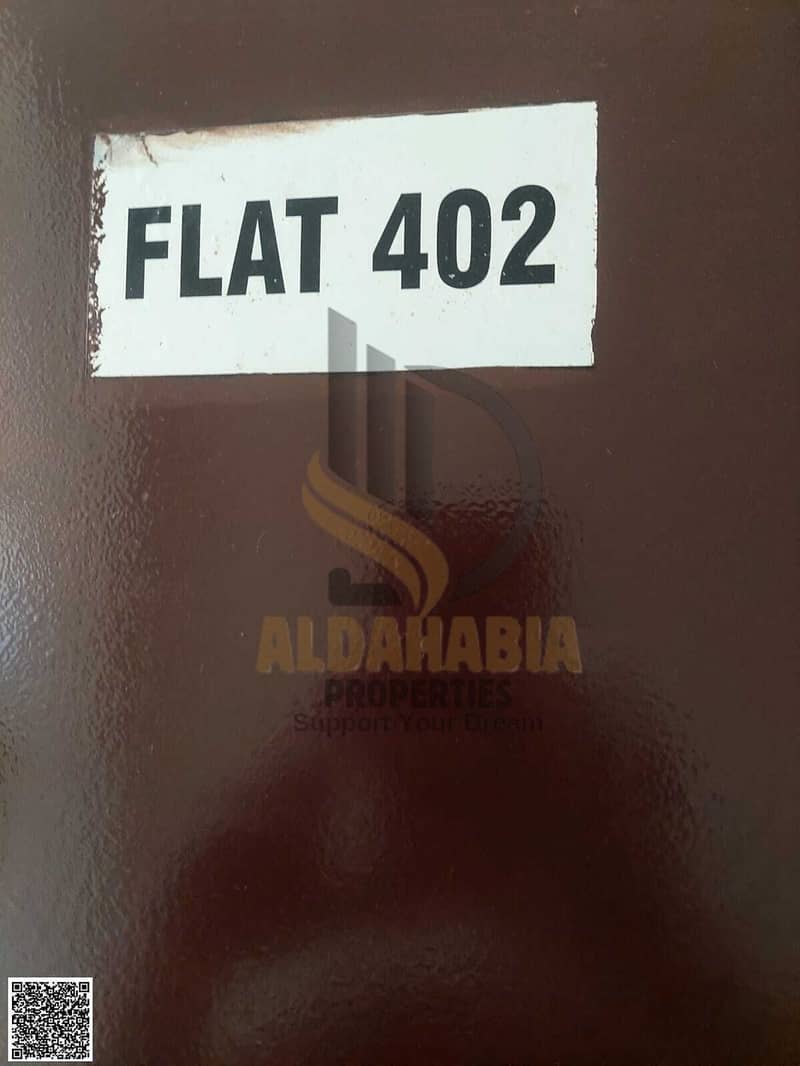 FLAT 402
ALDAHABIA
PROPERTIES
Support Your Dream